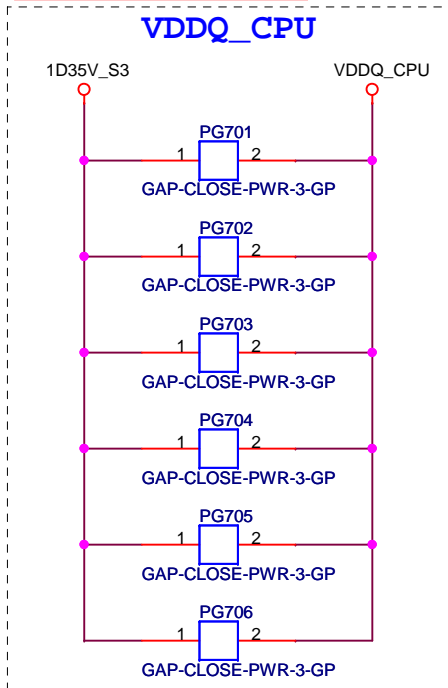 VDDQ_CPU
1D35V_S3 VDDQ_CPU
PG701
1 2
GAP-CLOSE-PWR-3-GP
PG702
1 2
GAP-CLOSE-PWR-3-GP
PG703
1 2
GAP-CLOSE-PWR-3-GP
PG704
1 2
GAP-CLOSE-PWR-3-GP
PG705
1 2
GAP-CLOSE-PWR-3-GP
PG706
1 2
GAP-CLOSE-PWR-3-GP